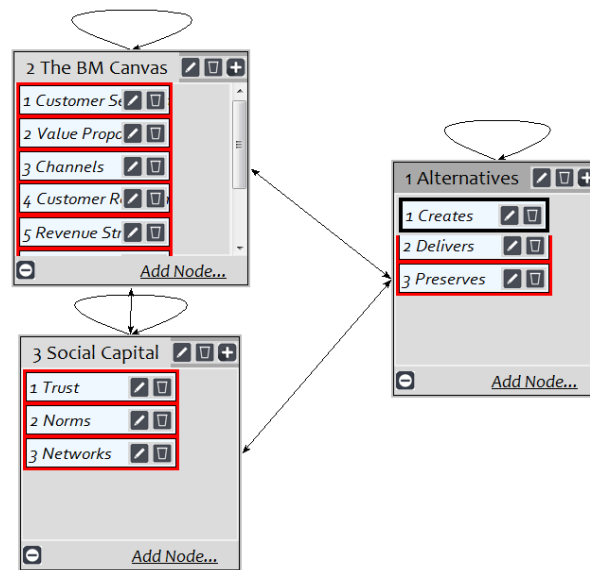 2 The BM Canvas
1 Customer Se
2 Value Propo
3 Channels
4 Customer R
5 Revenue Str
Add Node...
1 Alternatives
1 Creates
2 Delivers
3 Preserves
Add Node...
3 Social Capital
1 Trust
2 Norms
3 Networks
Add Node...